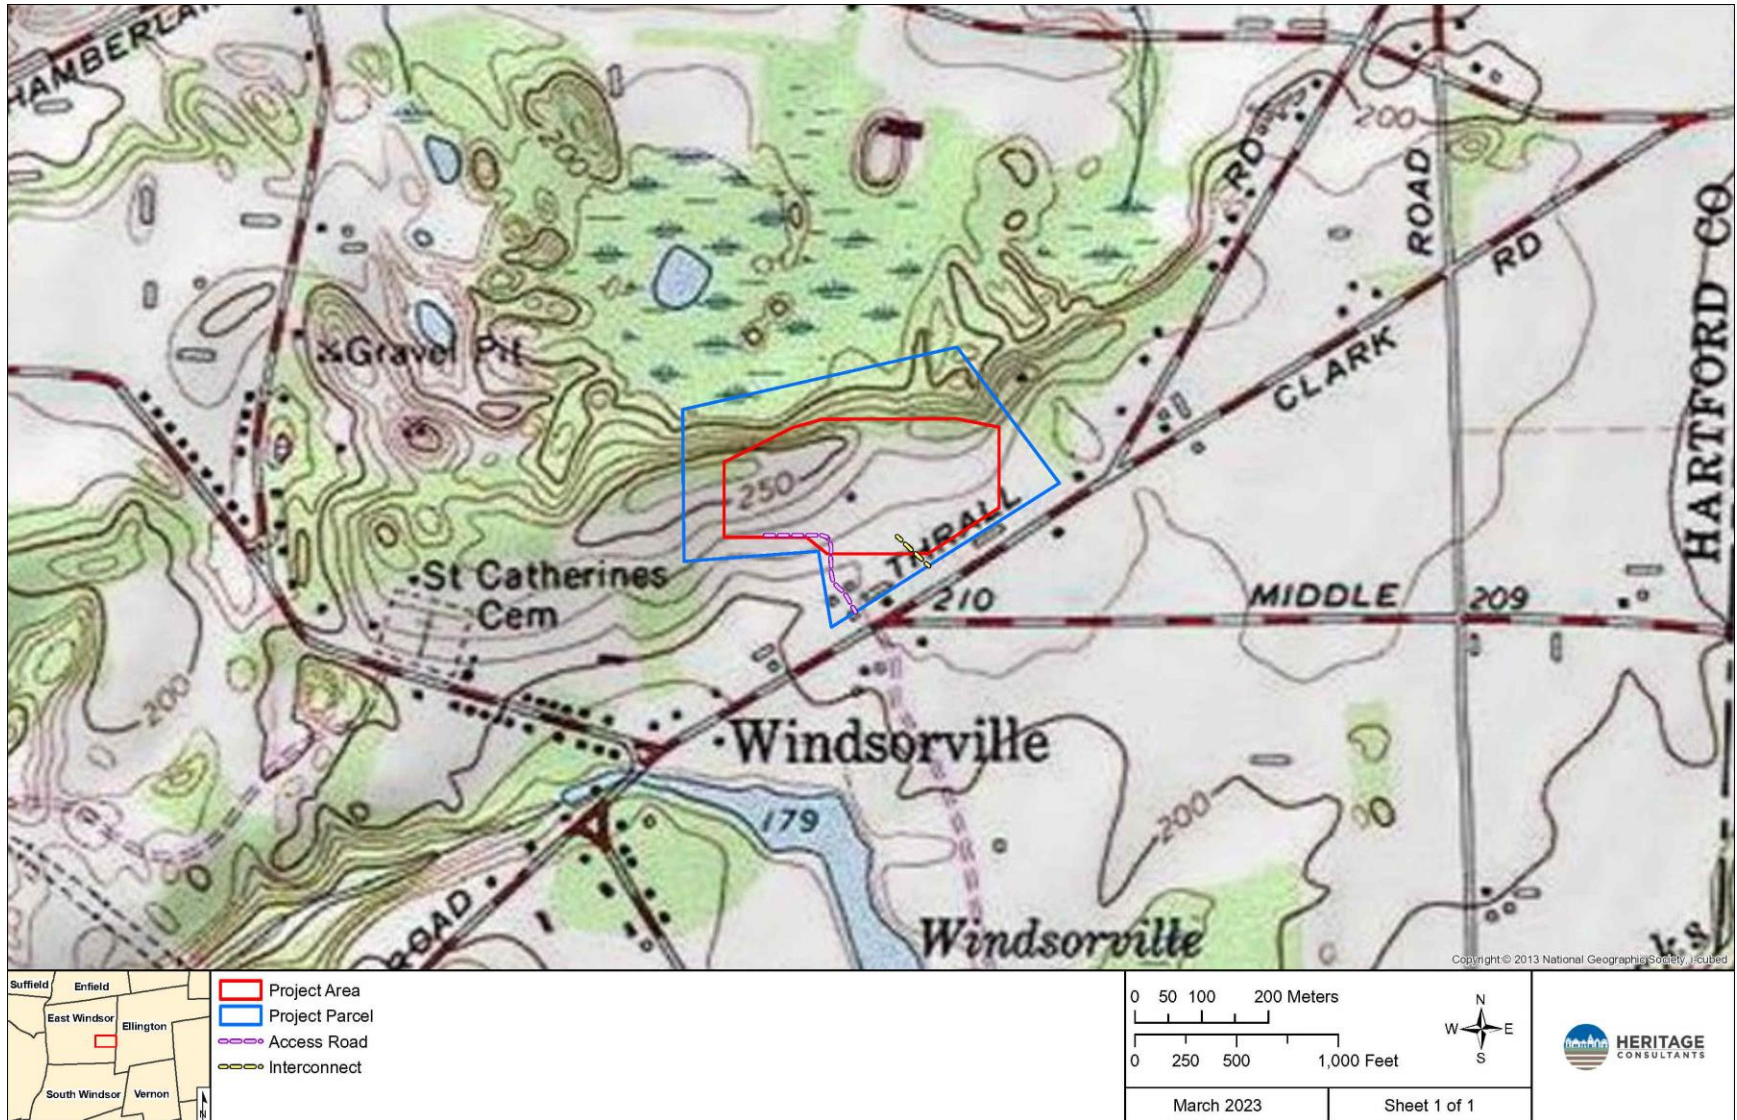 HAMBERLA
200
RD
200
ROAD
RD
HARTFORD CO
Gravel Pit
CLARK
250
THRALL
St Catherines
Cem
210
MIDDLE
209
200
Windsorville
179
200
ROAD
Windsorville
ks
Copyright © 2013 National Geographic Society, i-cubed
Suffield
Enfield
East Windsor
Ellington
South Windsor
Vernon
N
Project Area
Project Parcel
Access Road
Interconnect
0 50 100 200 Meters
0 250 500 1,000 Feet
N
W E
S
March 2023
Sheet 1 of 1
HERITAGE
CONSULTANTS